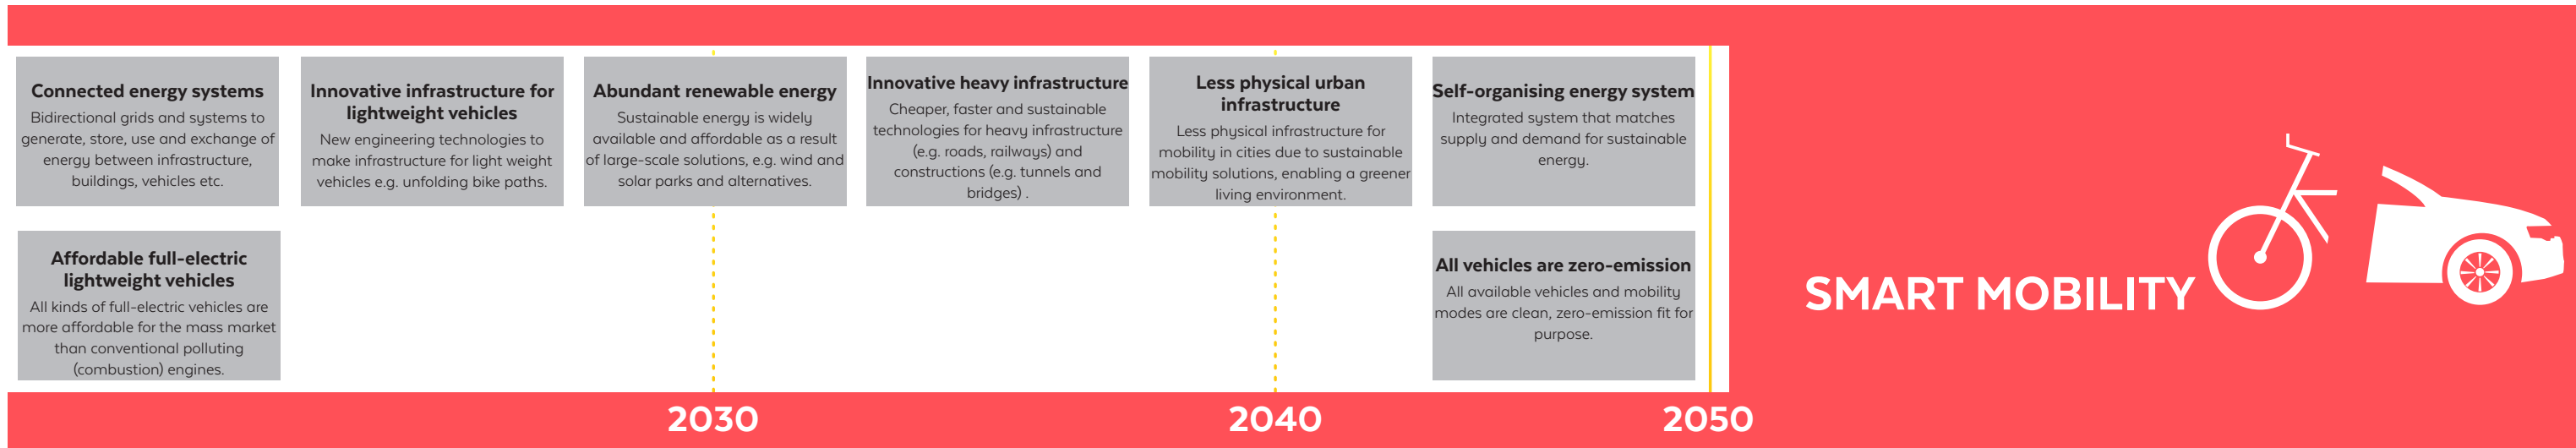 Connected energy systems
Bidirectional grids and systems to
generate, store, use and exchange of
energy between infrastructure,
buildings, vehicles etc.
Innovative infrastructure for
lightweight vehicles
New engineering technologies to
make infrastructure for light weight
vehicles e.g. unfolding bike paths.
Abundant renewable energy
Sustainable energy is widely
available and affordable as a result
of large-scale solutions, e.g. wind and
solar parks and alternatives.
Innovative heavy infrastructure
Cheaper, faster and sustainable
technologies for heavy infrastructure
(e.g. roads, railways) and
constructions (e.g. tunnels and
bridges) .
Less physical urban
infrastructure
Less physical infrastructure for
mobility in cities due to sustainable
mobility solutions, enabling a greener
living environment.
Self-organising energy system
Integrated system that matches
supply and demand for sustainable
energy.
Affordable full-electric
lightweight vehicles
All kinds of full-electric vehicles are
more affordable for the mass market
than conventional polluting
(combustion) engines.
All vehicles are zero-emission
All available vehicles and mobility
modes are clean, zero-emission fit for
purpose.
SMART MOBILITY
2030
2040
2050